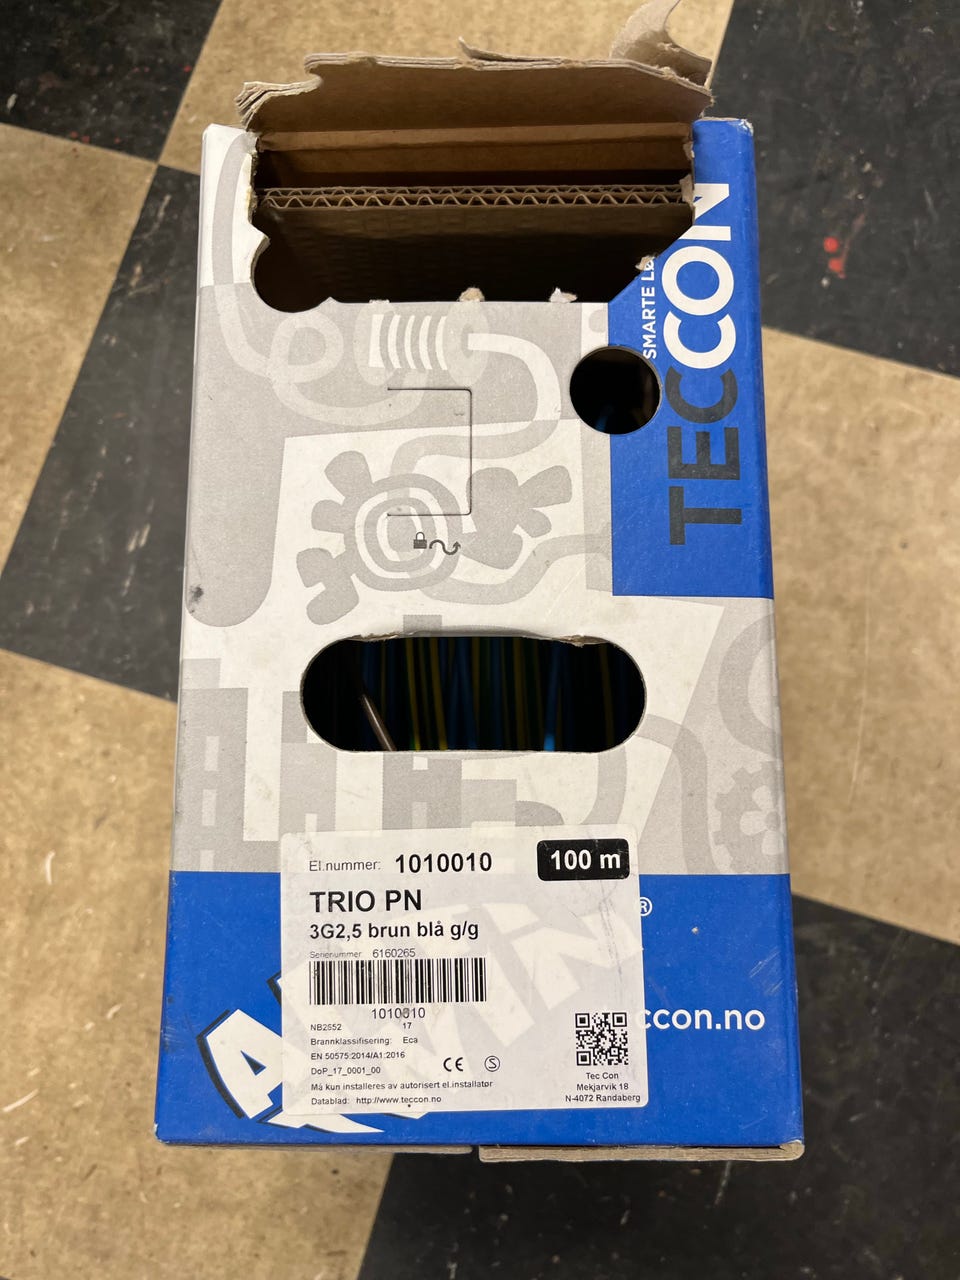 TECCON
SMARTE
El.nummer: 1010010
100 m
TRIO PN
3G2,5 brun blå g/g
Serienummer 6160265
1010010
NB2552 17
Brannklassifisering: Eca
EN 50575:2014/A1:2016
DoP_17_0001_00
CE S
Må kun installeres av autorisert el.installatør
Datablad: http://www.teccon.no
Tec Con
Mekjarvik 18
N-4072 Randaberg
®
ccon.no